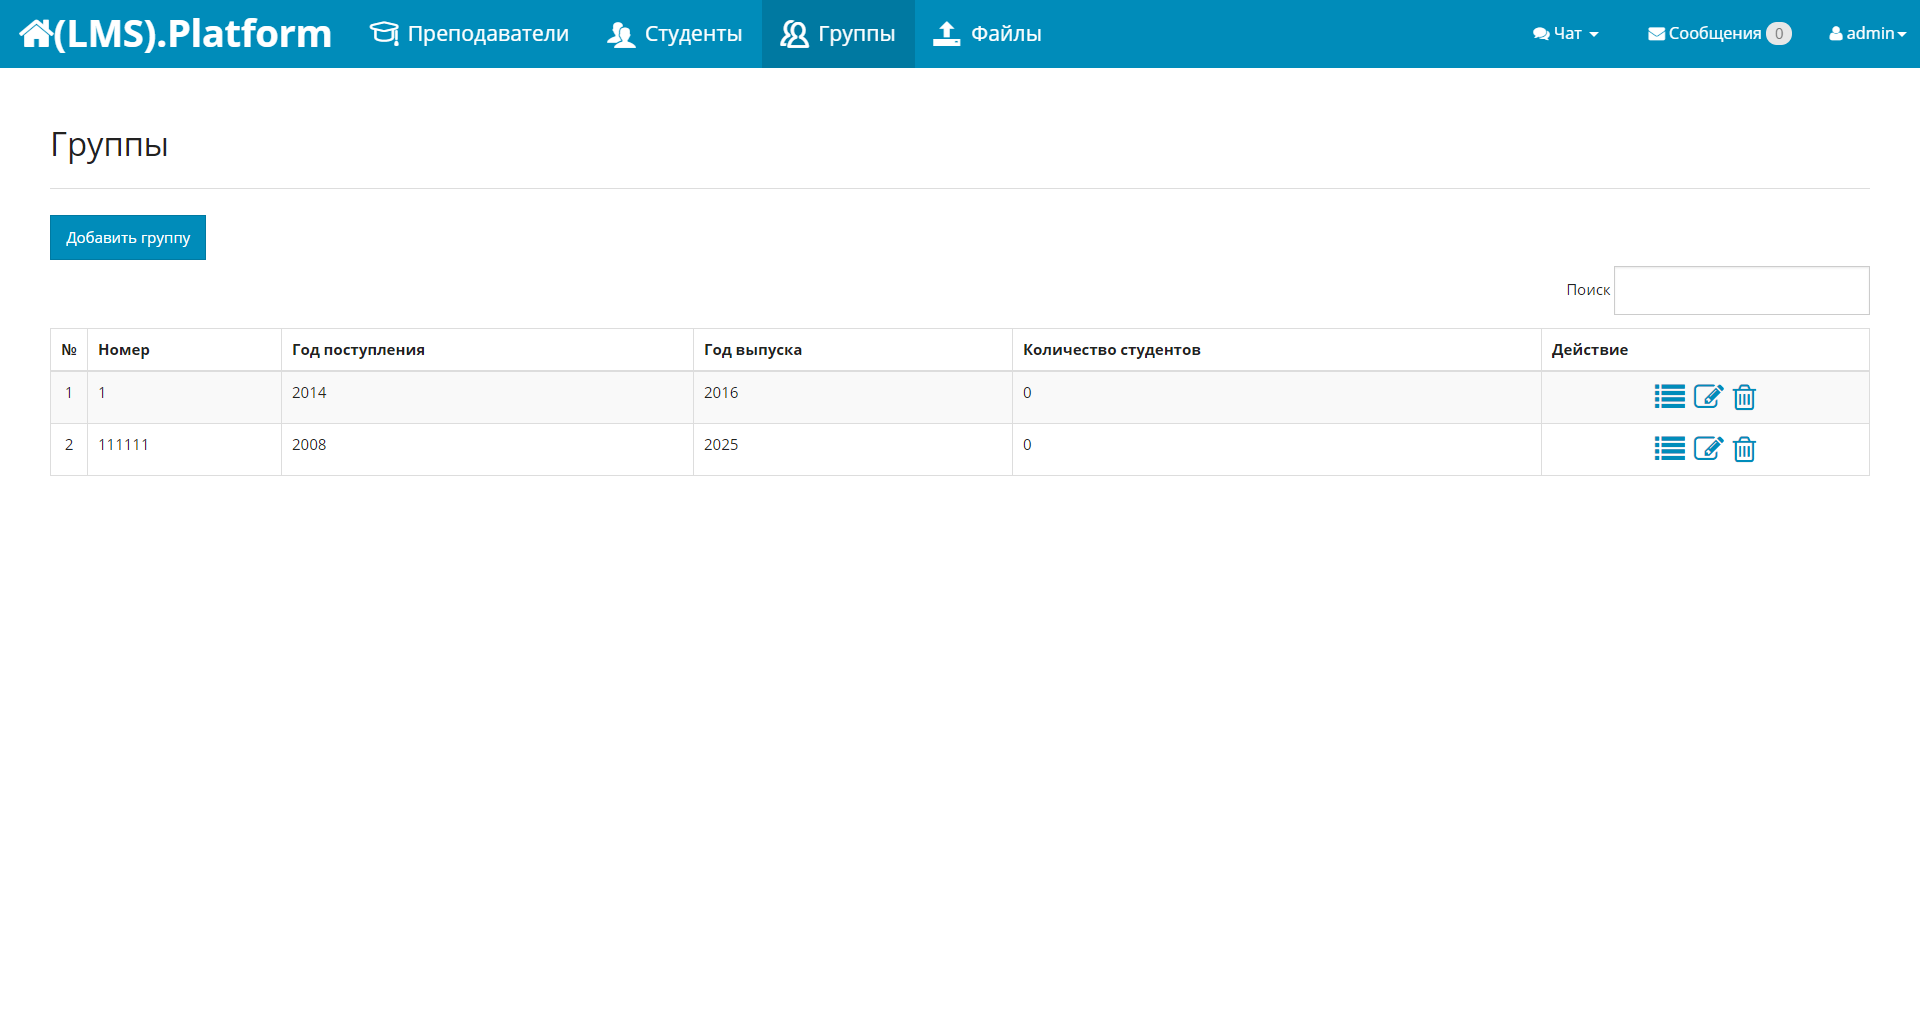 (LMS).Platform Преподаватели Студенты Группы Файлы Чат Сообщения 0 admin
Группы
Добавить группу
Поиск
№ Номер Год поступления Год выпуска Количество студентов Действие
1 1 2014 2016 0
2 111111 2008 2025 0